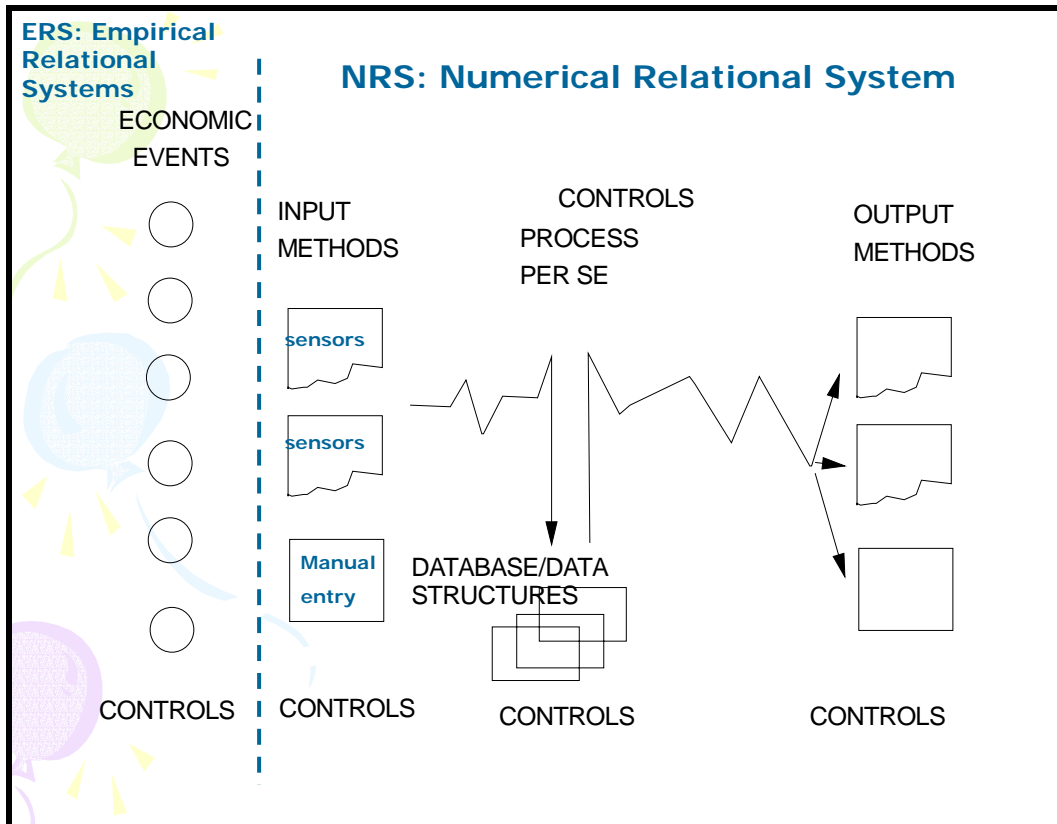 ERS: Empirical
Relational
Systems
NRS: Numerical Relational System
ECONOMIC
EVENTS
INPUT
METHODS
CONTROLS
PROCESS
PER SE
OUTPUT
METHODS
sensors
sensors
Manual
entry
DATABASE/DATA
STRUCTURES
CONTROLS
CONTROLS
CONTROLS
CONTROLS